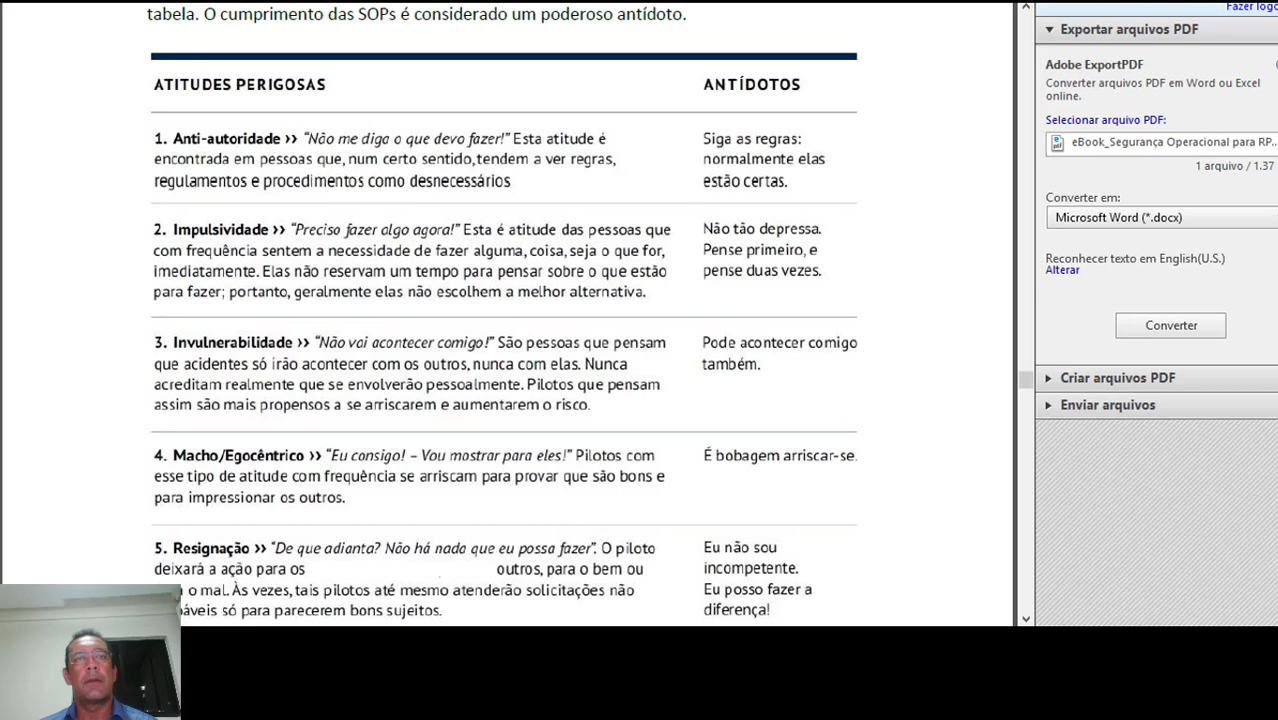 tabela. O cumprimento das SOPs é considerado um poderoso antídoto.
ATITUDES PERIGOSAS ANTÍDOTOS
1. Anti-autoridade ›› “Não me diga o que devo fazer!” Esta atitude é
encontrada em pessoas que, num certo sentido, tendem a ver regras,
regulamentos e procedimentos como desnecessários
Siga as regras:
normalmente elas
estão certas.
2. Impulsividade ›› “Preciso fazer algo agora!” Esta é atitude das pessoas que
com frequência sentem a necessidade de fazer alguma, coisa, seja o que for,
imediatamente. Elas não reservam um tempo para pensar sobre o que estão
para fazer; portanto, geralmente elas não escolhem a melhor alternativa.
Não tão depressa.
Pense primeiro, e
pense duas vezes.
3. Invulnerabilidade ›› “Não vai acontecer comigo!” São pessoas que pensam
que acidentes só irão acontecer com os outros, nunca com elas. Nunca
acreditam realmente que se envolverão pessoalmente. Pilotos que pensam
assim são mais propensos a se arriscarem e aumentarem o risco.
Pode acontecer comigo
também.
4. Macho/Egocêntrico ›› “Eu consigo! – Vou mostrar para eles!” Pilotos com
esse tipo de atitude com frequência se arriscam para provar que são bons e
para impressionar os outros.
É bobagem arriscar-se.
5. Resignação ›› “De que adianta? Não há nada que eu possa fazer”. O piloto
deixará a ação para os outros, para o bem ou
o mal. Às vezes, tais pilotos até mesmo atenderão solicitações não
só para parecerem bons sujeitos.
Eu não sou
incompetente.
Eu posso fazer a
diferença!
Fazer logo
Exportar arquivos PDF
Adobe ExportPDF
Converter arquivos PDF em Word ou Excel
online.
Selecionar arquivo PDF:
eBook_Segurança Operacional para RP...
1 arquivo / 1.37
Converter em:
Microsoft Word (*.docx)
Reconhecer texto em English(U.S.)
Alterar
Converter
Criar arquivos PDF
Enviar arquivos